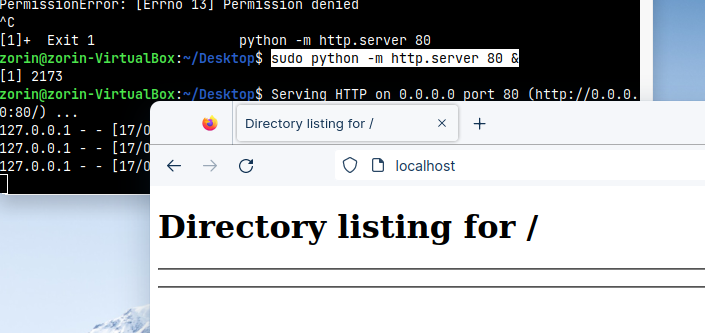 PermissionError: [Errno 13] Permission denied
^C
[1]+  Exit 1                  python -m http.server 80
zorin@zorin-VirtualBox:~/Desktop$ sudo python -m http.server 80 &
[1] 2173
zorin@zorin-VirtualBox:~/Desktop$ Serving HTTP on 0.0.0.0 port 80 (http://0.0.0.
0:80/) ...
127.0.0.1 - - [17/
127.0.0.1 - - [17/
127.0.0.1 - - [17/
127.0.0.1 - - [17/
Directory listing for /
localhost
Directory listing for /